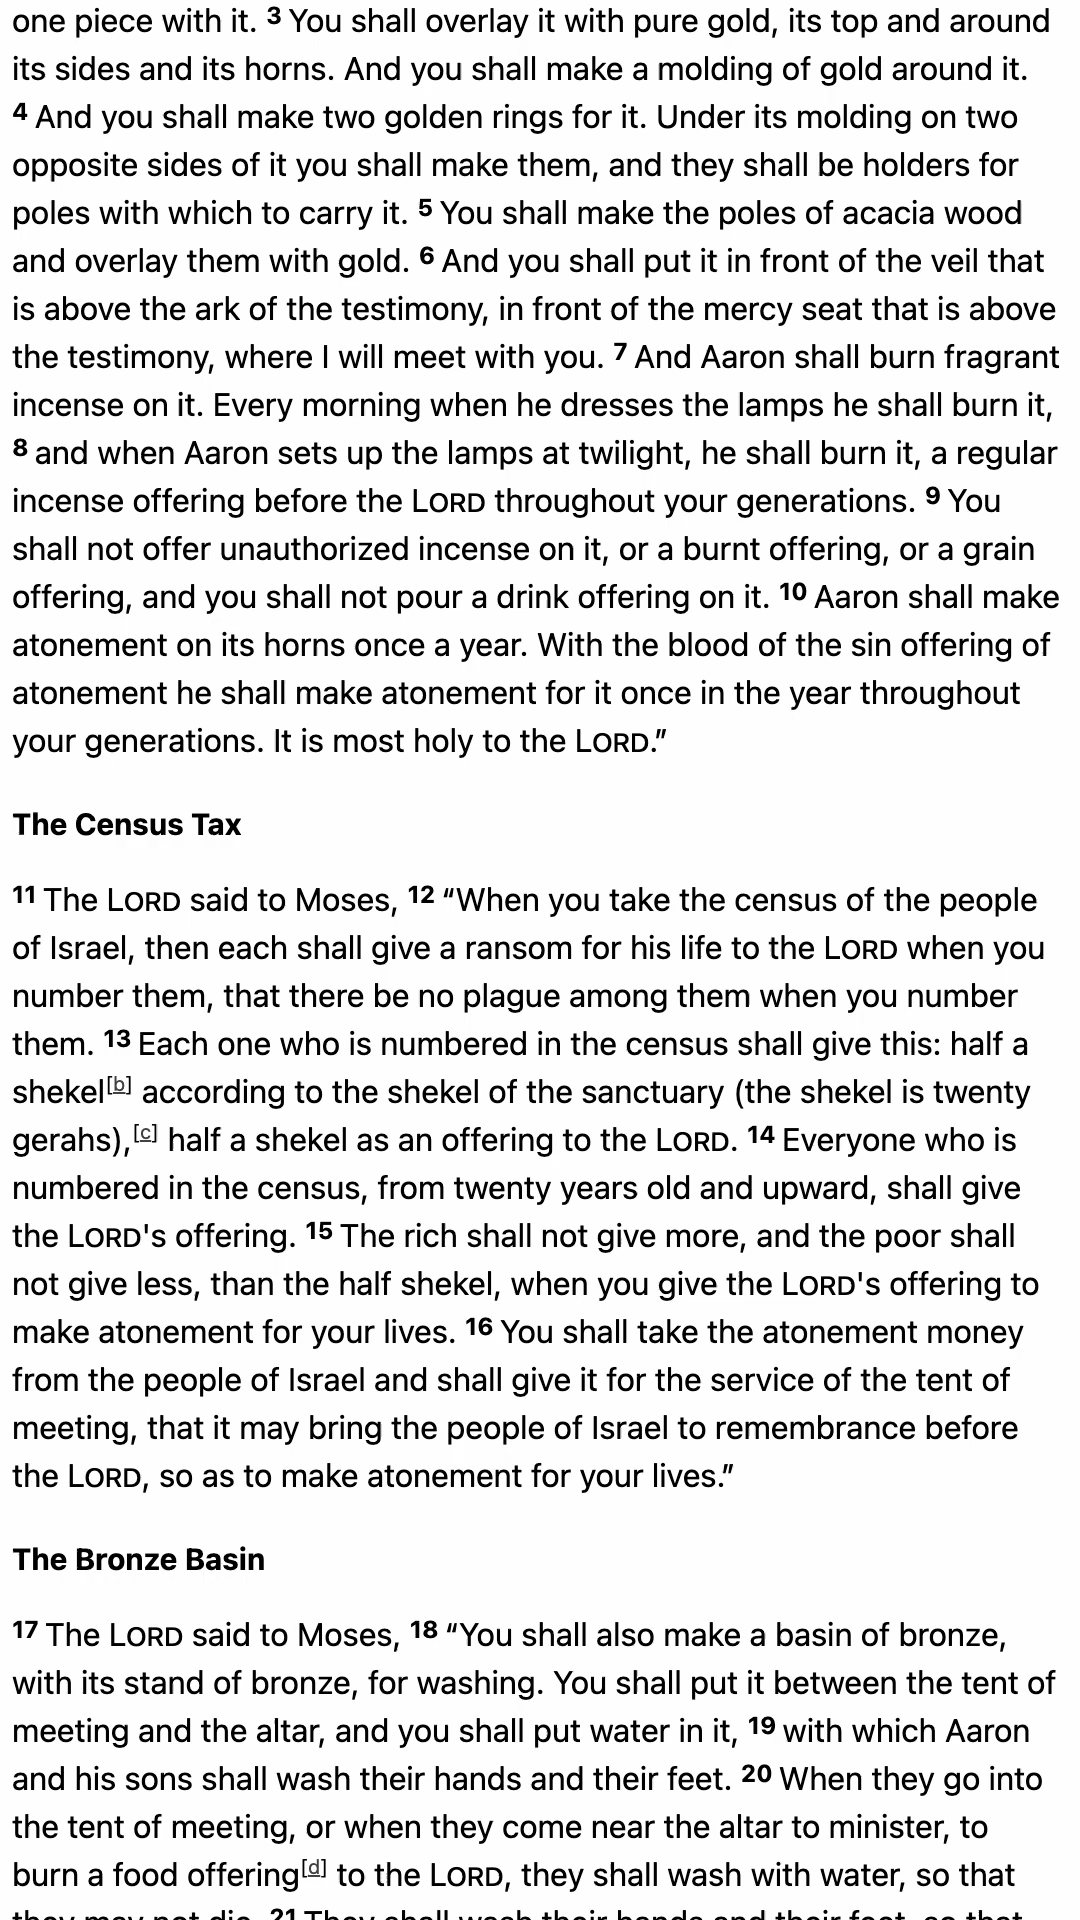 one piece with it. 3 You shall overlay it with pure gold, its top and around
its sides and its horns. And you shall make a molding of gold around it.
4 And you shall make two golden rings for it. Under its molding on two
opposite sides of it you shall make them, and they shall be holders for
poles with which to carry it. 5 You shall make the poles of acacia wood
and overlay them with gold. 6 And you shall put it in front of the veil that
is above the ark of the testimony, in front of the mercy seat that is above
the testimony, where I will meet with you. 7 And Aaron shall burn fragrant
incense on it. Every morning when he dresses the lamps he shall burn it,
8 and when Aaron sets up the lamps at twilight, he shall burn it, a regular
incense offering before the LORD throughout your generations. 9 You
shall not offer unauthorized incense on it, or a burnt offering, or a grain
offering, and you shall not pour a drink offering on it. 10 Aaron shall make
atonement on its horns once a year. With the blood of the sin offering of
atonement he shall make atonement for it once in the year throughout
your generations. It is most holy to the LORD.”
The Census Tax
11 The LORD said to Moses, 12 “When you take the census of the people
of Israel, then each shall give a ransom for his life to the LORD when you
number them, that there be no plague among them when you number
them. 13 Each one who is numbered in the census shall give this: half a
shekel[b] according to the shekel of the sanctuary (the shekel is twenty
gerahs),[c] half a shekel as an offering to the LORD. 14 Everyone who is
numbered in the census, from twenty years old and upward, shall give
the LORD's offering. 15 The rich shall not give more, and the poor shall
not give less, than the half shekel, when you give the LORD's offering to
make atonement for your lives. 16 You shall take the atonement money
from the people of Israel and shall give it for the service of the tent of
meeting, that it may bring the people of Israel to remembrance before
the LORD, so as to make atonement for your lives.”
The Bronze Basin
17 The LORD said to Moses, 18 “You shall also make a basin of bronze,
with its stand of bronze, for washing. You shall put it between the tent of
meeting and the altar, and you shall put water in it, 19 with which Aaron
and his sons shall wash their hands and their feet. 20 When they go into
the tent of meeting, or when they come near the altar to minister, to
burn a food offering[d] to the LORD, they shall wash with water, so that
they may not die. 21 They shall wash their hands and their feet, so that